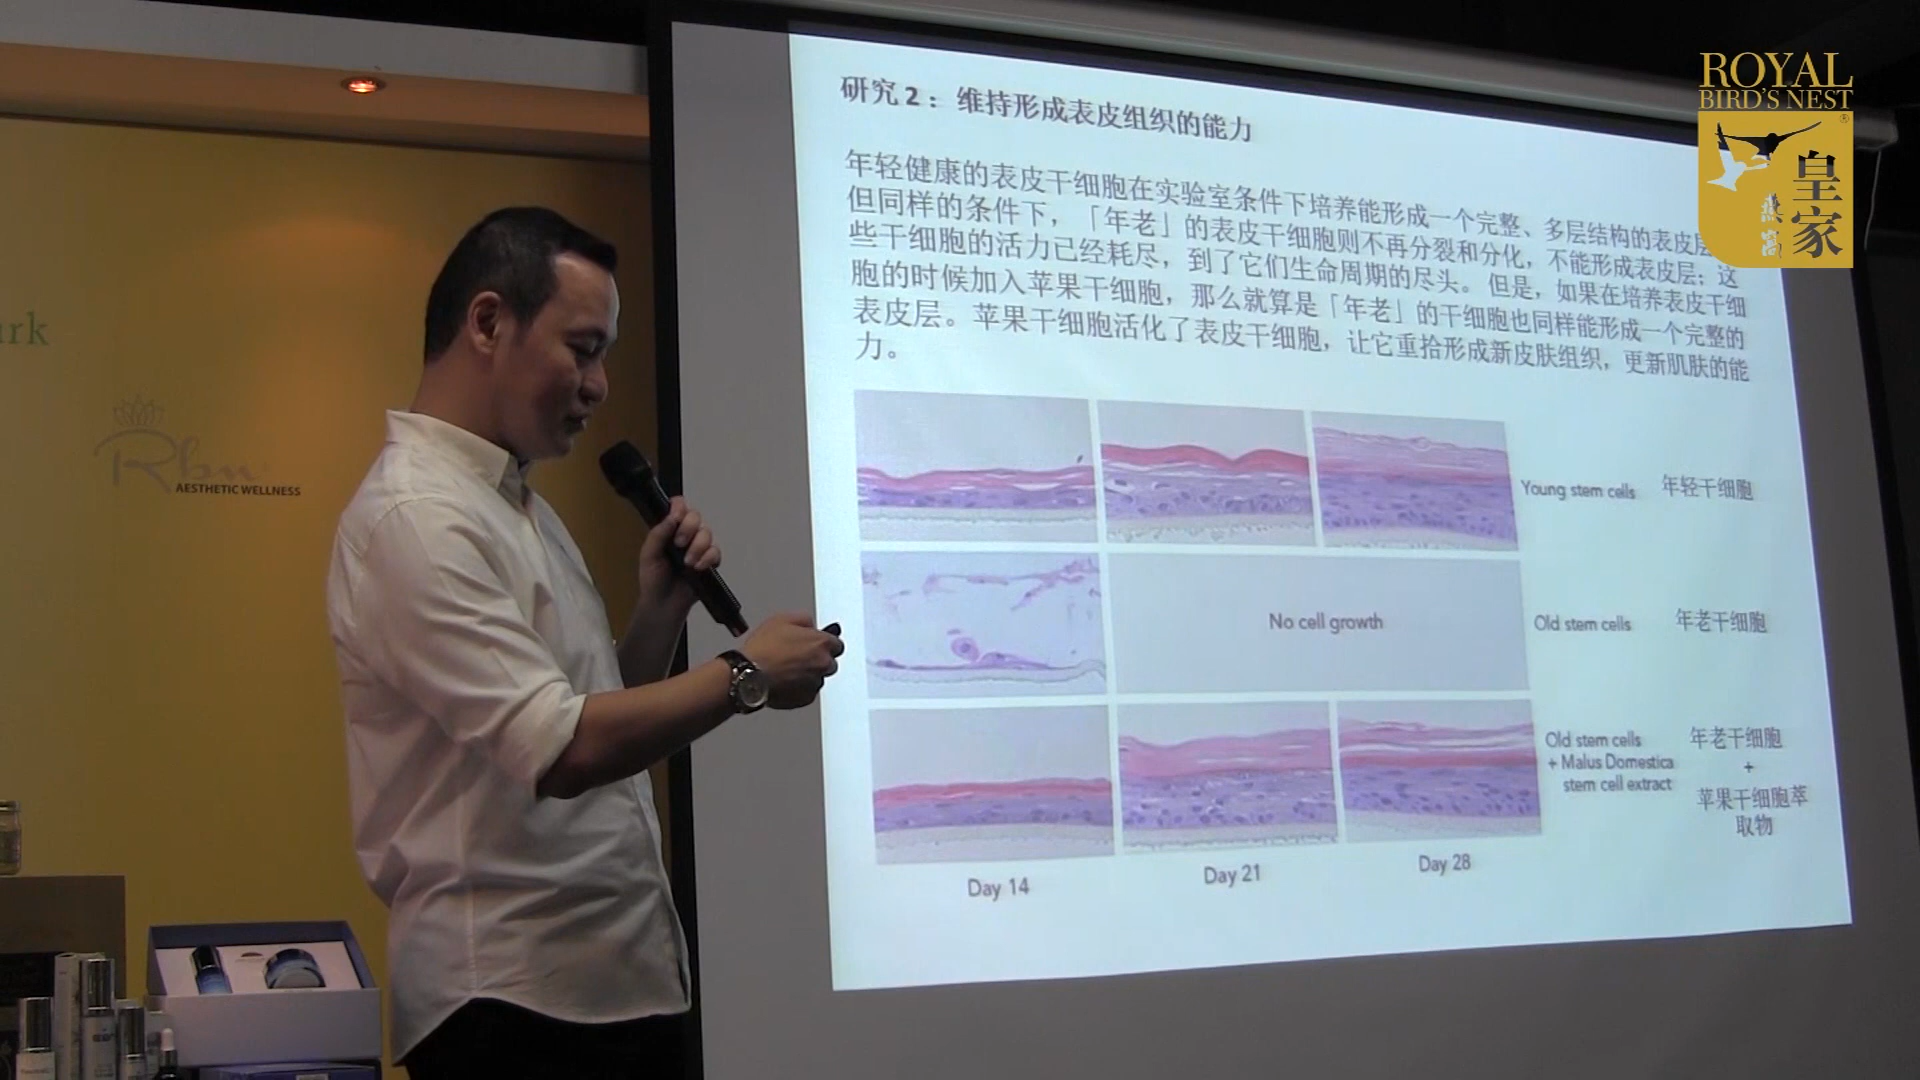 ROYAL
BIRD'S NEST
®
皇家
燕窝
研究 2： 维持形成表皮组织的能力
年轻健康的表皮干细胞在实验室条件下培养能形成一个完整、多层结构的表皮层
但同样的条件下，「年老」的表皮干细胞则不再分裂和分化，不能形成表皮层；这
些干细胞的活力已经耗尽，到了它们生命周期的尽头。但是，如果在培养表皮干细
胞的时候加入苹果干细胞，那么就算是「年老」的干细胞也同样能形成一个完整的
表皮层。苹果干细胞活化了表皮干细胞，让它重拾形成新皮肤组织，更新肌肤的能
力。
Young stem cells 年轻干细胞
No cell growth
Old stem cells 年老干细胞
Old stem cells
+ Malus Domestica
stem cell extract
年老干细胞
+
苹果干细胞萃
取物
Day 14
Day 21
Day 28
ark
Rbn
AESTHETIC WELLNESS